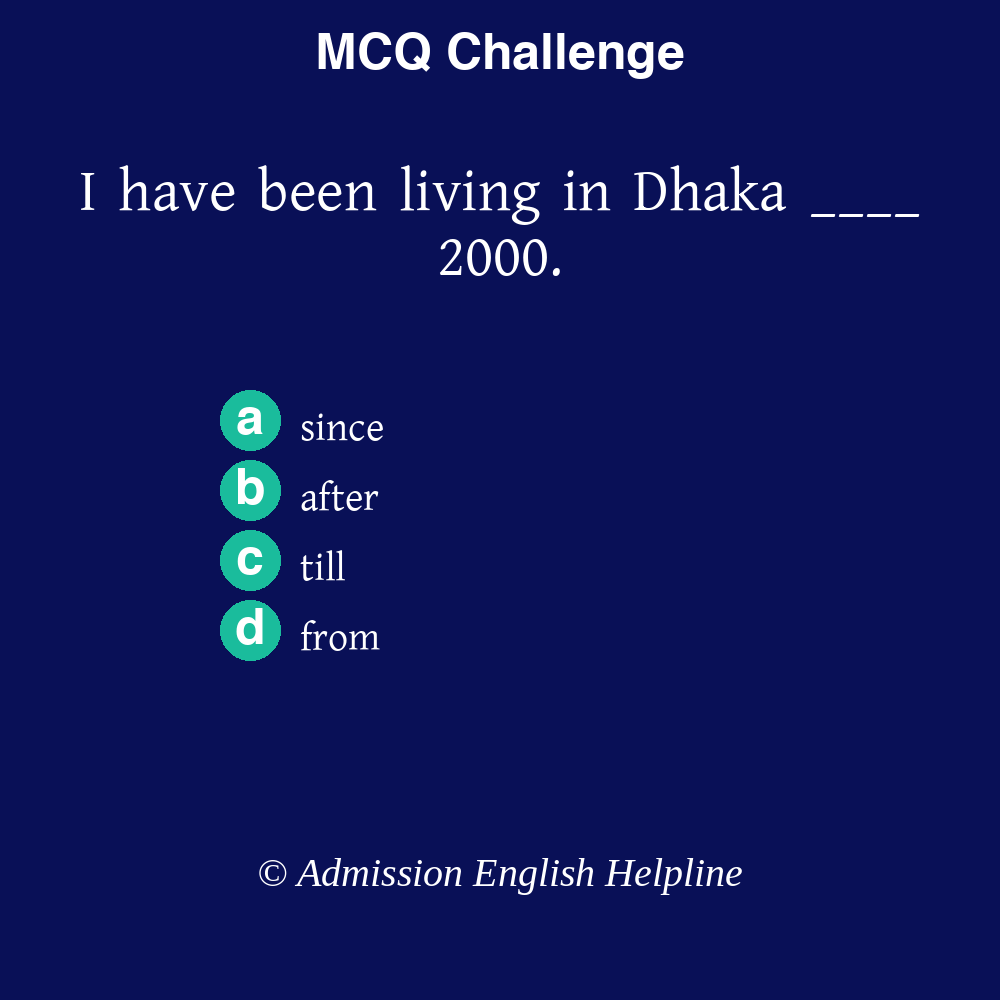 MCQ Challenge
I have been living in Dhaka ____
2000.
a since
b after
c till
d from
© Admission English Helpline